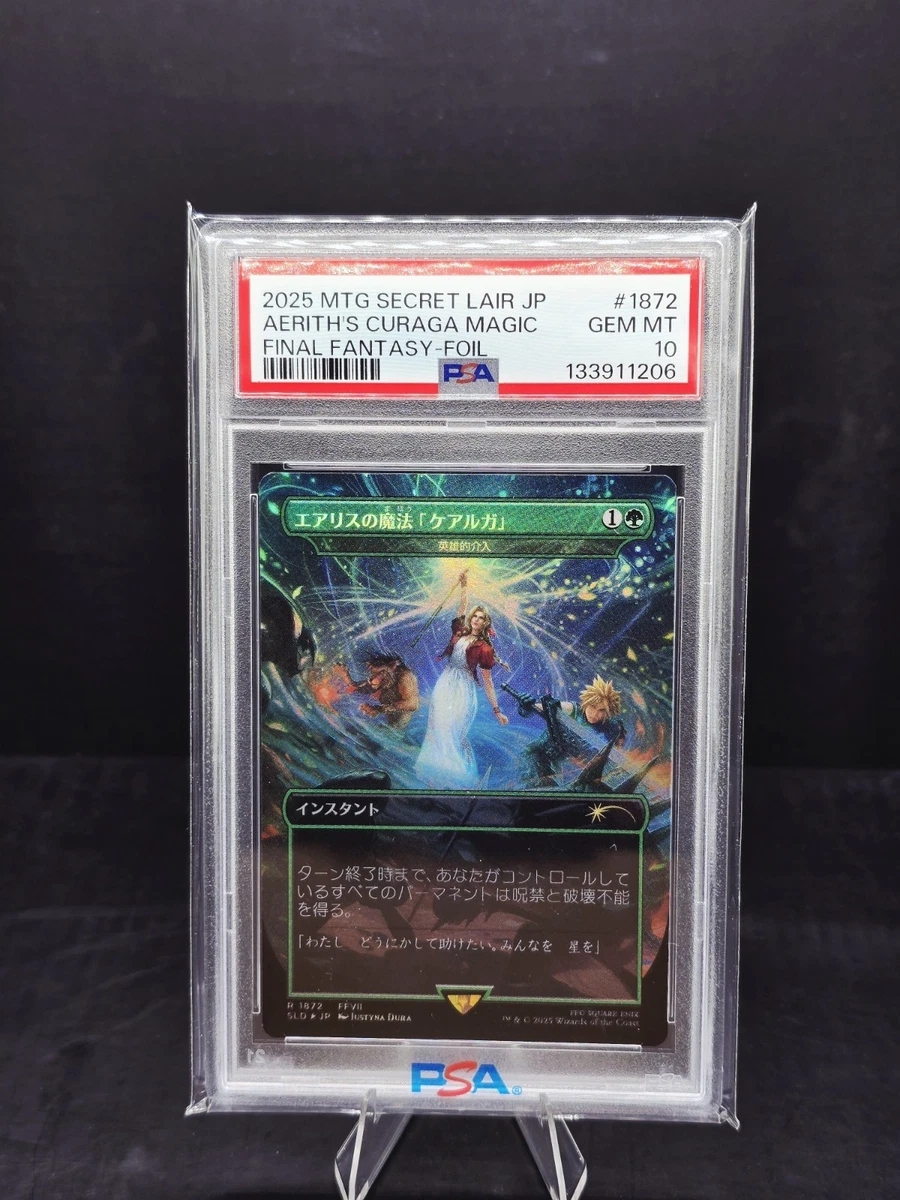 2025 MTG SECRET LAIR JP #1872
AERITH'S CURAGA MAGIC GEM MT
FINAL FANTASY-FOIL 10
PSA 133911206
エアリスの魔法「ケアルガ」 1
まほう
英雄的介入
インスタント
ターン終了時まで、あなたがコントロールして
いるすべてのパーマネントは呪禁と破壊不能
を得る。
「わたし どうにかして助けたい。みんなを 星を」
R 1872 FFVII FFG SQUARE ENIX
SLD ★ JP Justyna Dura ™ & © 2025 Wizards of the Coast
PSA®